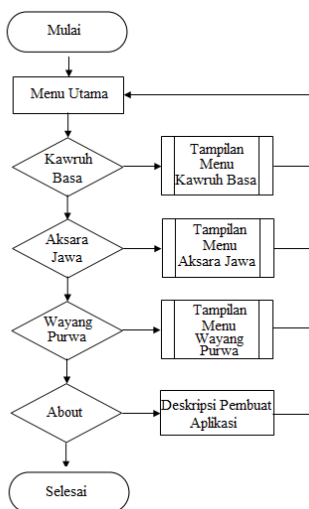 Mulai
Menu Utama
Kawruh
Basa
Tampilan
Menu
Kawruh Basa
Aksara
Jawa
Tampilan
Menu
Aksara Jawa
Wayang
Purwa
Tampilan
Menu
Wayang
Purwa
About
Deskripsi Pembuat
Aplikasi
Selesai